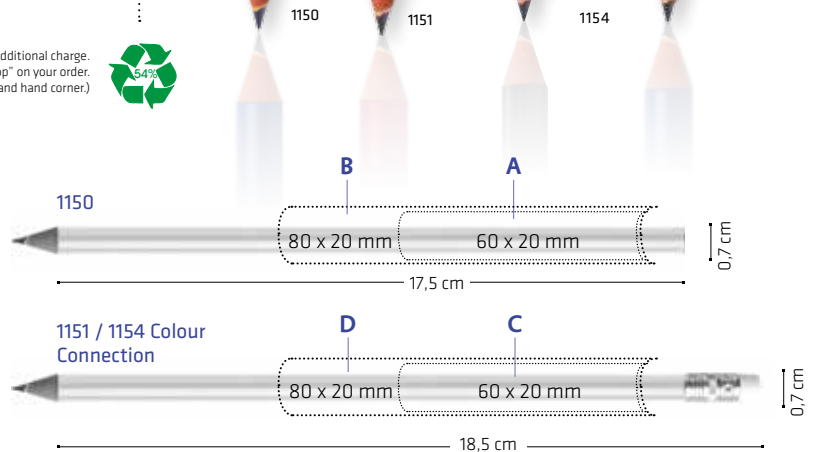 1150
1151
1154
additional charge.
op" on your order.
and hand corner.)
54%
B
A
1150
80 x 20 mm
60 x 20 mm
0,7 cm
17,5 cm
1151 / 1154 Colour
Connection
D
C
80 x 20 mm
60 x 20 mm
0,7 cm
18,5 cm